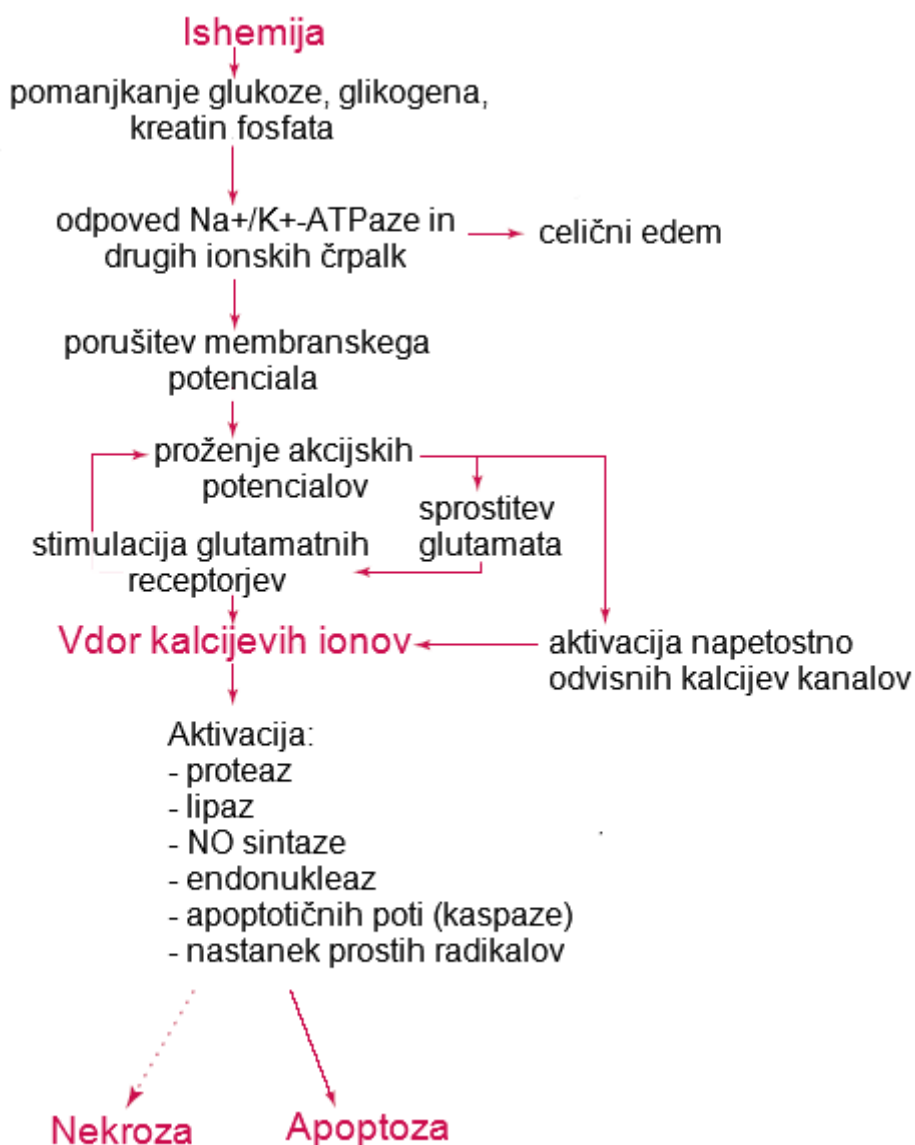 Ishemija
pomanjkanje glukoze, glikogena,
kreatin fosfata
odpoved Na+/K+-ATPaze in
drugih ionskih črpalk
celični edem
porušitev membranskega
potenciala
proženje akcijskih
potencialov
sprostitev
glutamata
stimulacija glutamatnih
receptorjev
Vdor kalcijevih ionov
aktivacija napetostno
odvisnih kalcijev kanalov
Aktivacija:
- proteaz
- lipaz
- NO sintaze
- endonukleaz
- apoptotičnih poti (kaspaze)
- nastanek prostih radikalov
Nekroza
Apoptoza